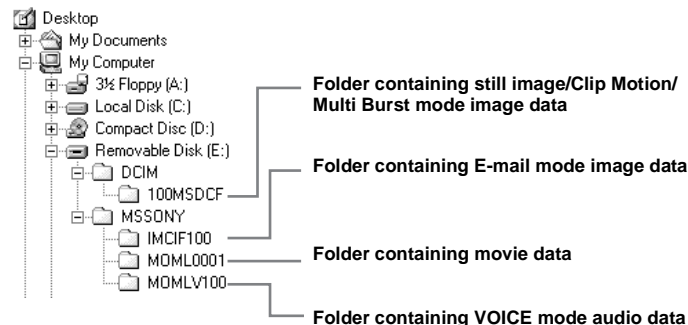 Desktop
My Documents
My Computer
3½ Floppy (A:)
Local Disk (C:)
Compact Disc (D:)
Removable Disk (E:)
DCIM
100MSDCF
MSSONY
IMCIF100
MOML0001
MOMLV100
Folder containing still image/Clip Motion/
Multi Burst mode image data
Folder containing E-mail mode image data
Folder containing movie data
Folder containing VOICE mode audio data